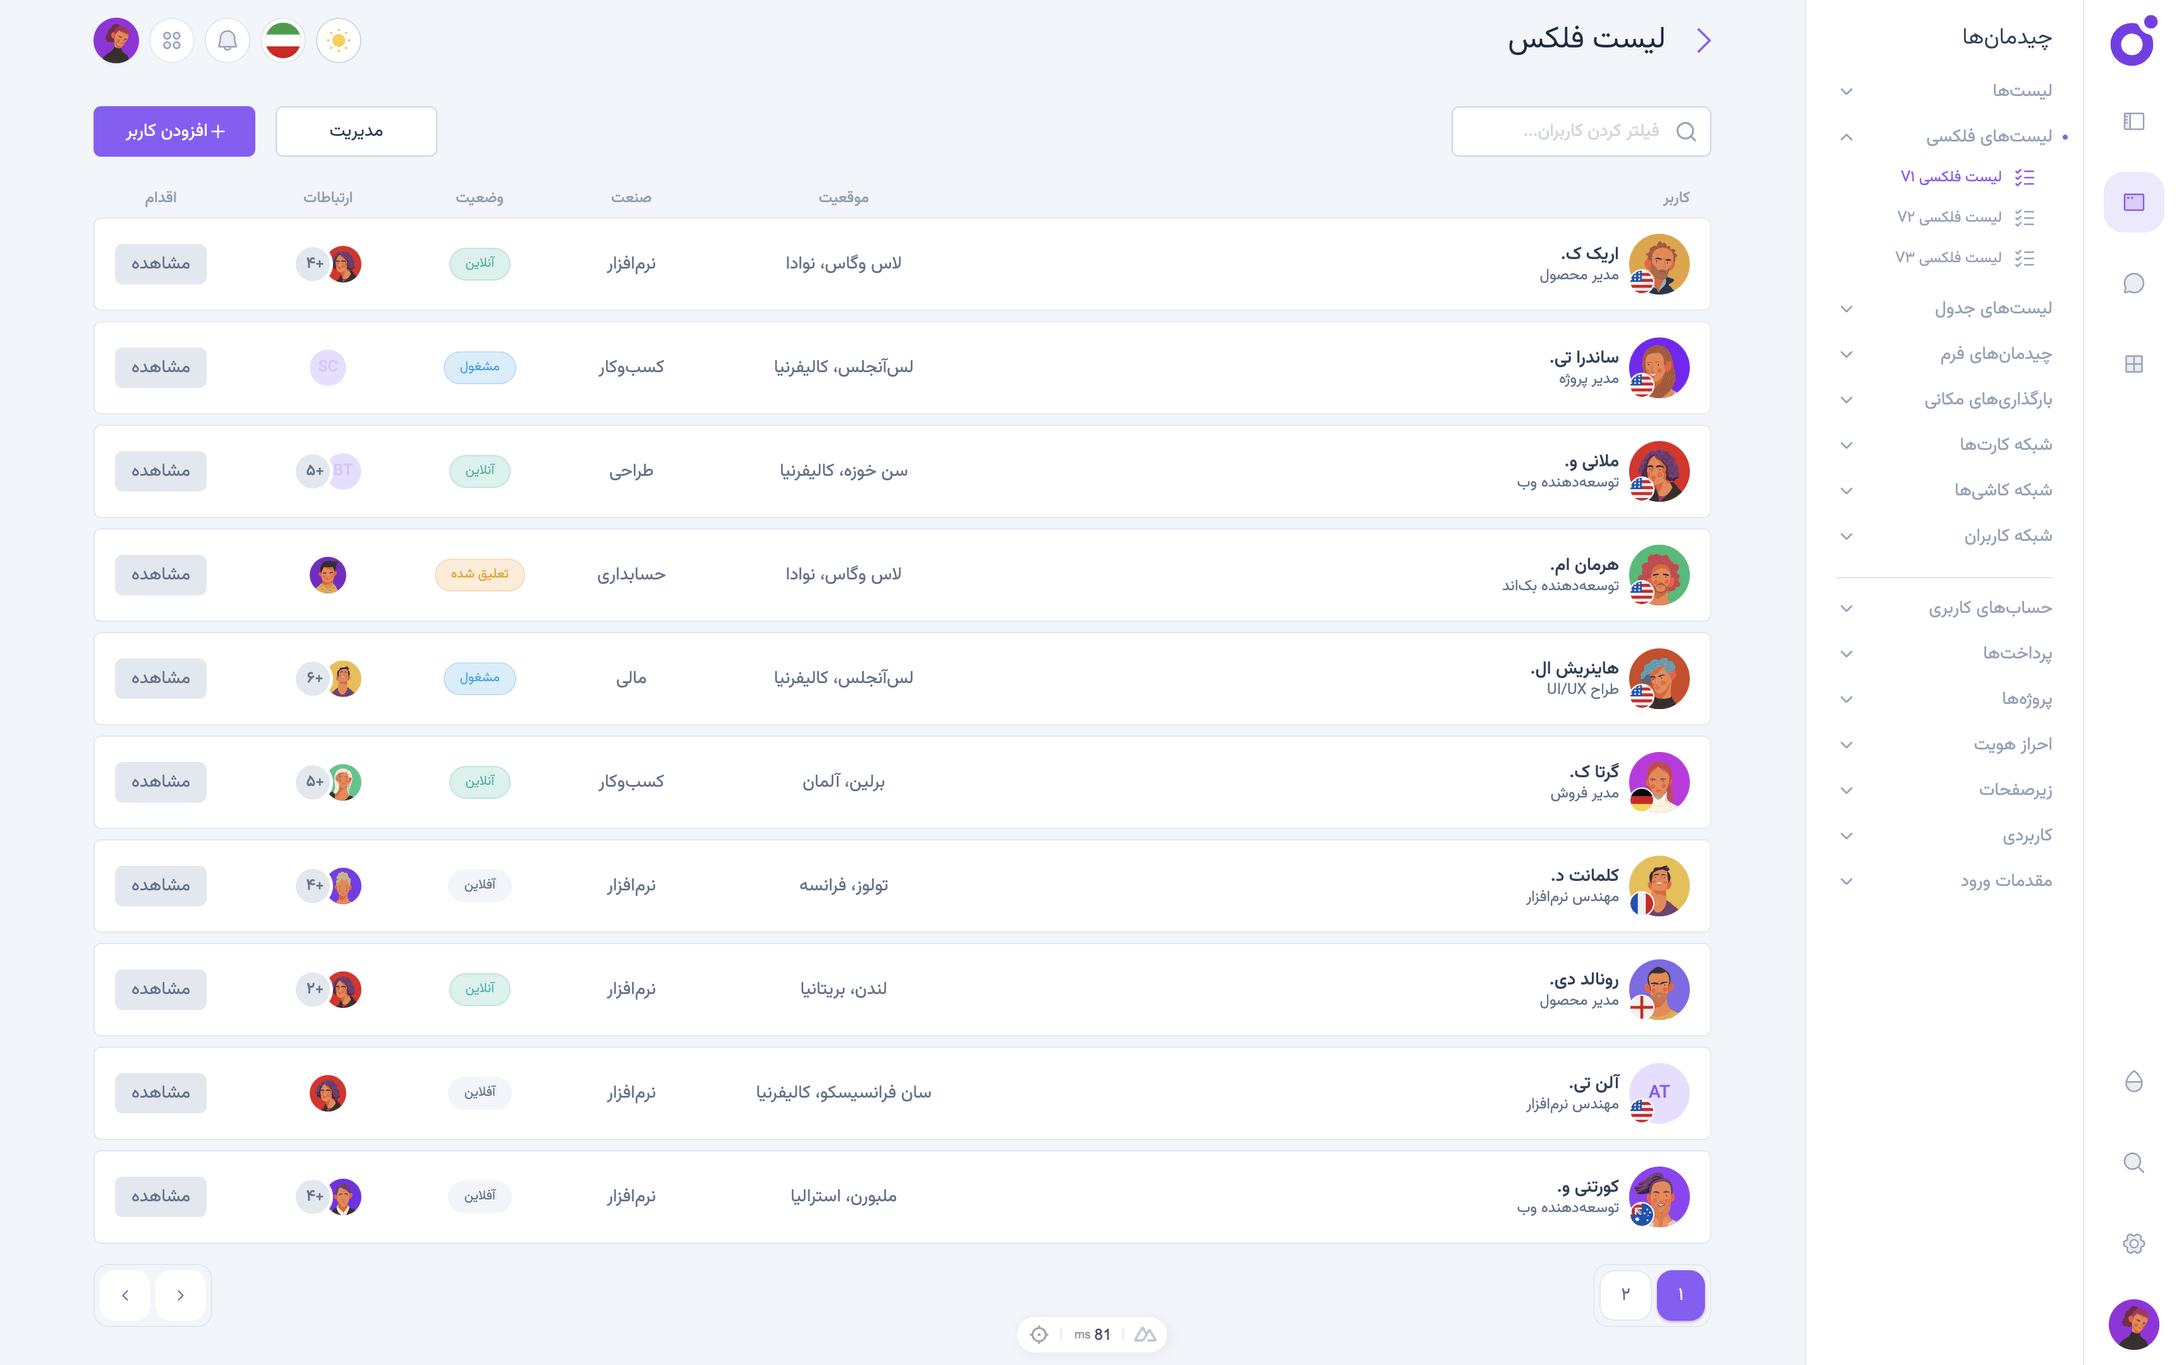 چیدمان‌ها
لیست‌ها
لیست‌های فلکسی
لیست فلکسی V۱
لیست فلکسی V۲
لیست فلکسی V۳
لیست‌های جدول
چیدمان‌های فرم
بارگذاری‌های مکانی
شبکه کارت‌ها
شبکه کاشی‌ها
شبکه کاربران
حساب‌های کاربری
پرداخت‌ها
پروژه‌ها
احراز هویت
زیرصفحات
کاربردی
مقدمات ورود
لیست فلکس
فیلتر کردن کاربران...
مدیریت
+ افزودن کاربر
کاربر موقعیت صنعت وضعیت ارتباطات اقدام
اریک ک.
مدیر محصول
لاس وگاس، نوادا نرم‌افزار آنلاین +۴ مشاهده
ساندرا تی.
مدیر پروژه
لس‌آنجلس، کالیفرنیا کسب‌وکار مشغول SC مشاهده
ملانی و.
توسعه‌دهنده وب
سن خوزه، کالیفرنیا طراحی آنلاین BT +۵ مشاهده
هرمان ام.
توسعه‌دهنده بک‌اند
لاس وگاس، نوادا حسابداری تعلیق شده مشاهده
هاینریش ال.
طراح UI/UX
لس‌آنجلس، کالیفرنیا مالی مشغول +۶ مشاهده
گرتا ک.
مدیر فروش
برلین، آلمان کسب‌وکار آنلاین +۵ مشاهده
کلمانت د.
مهندس نرم‌افزار
تولوز، فرانسه نرم‌افزار آفلاین +۴ مشاهده
رونالد دی.
مدیر محصول
لندن، بریتانیا نرم‌افزار آنلاین +۲ مشاهده
AT
آلن تی.
مهندس نرم‌افزار
سان فرانسیسکو، کالیفرنیا نرم‌افزار آفلاین مشاهده
کورتنی و.
توسعه‌دهنده وب
ملبورن، استرالیا نرم‌افزار آفلاین +۴ مشاهده
۱ ۲
81 ms